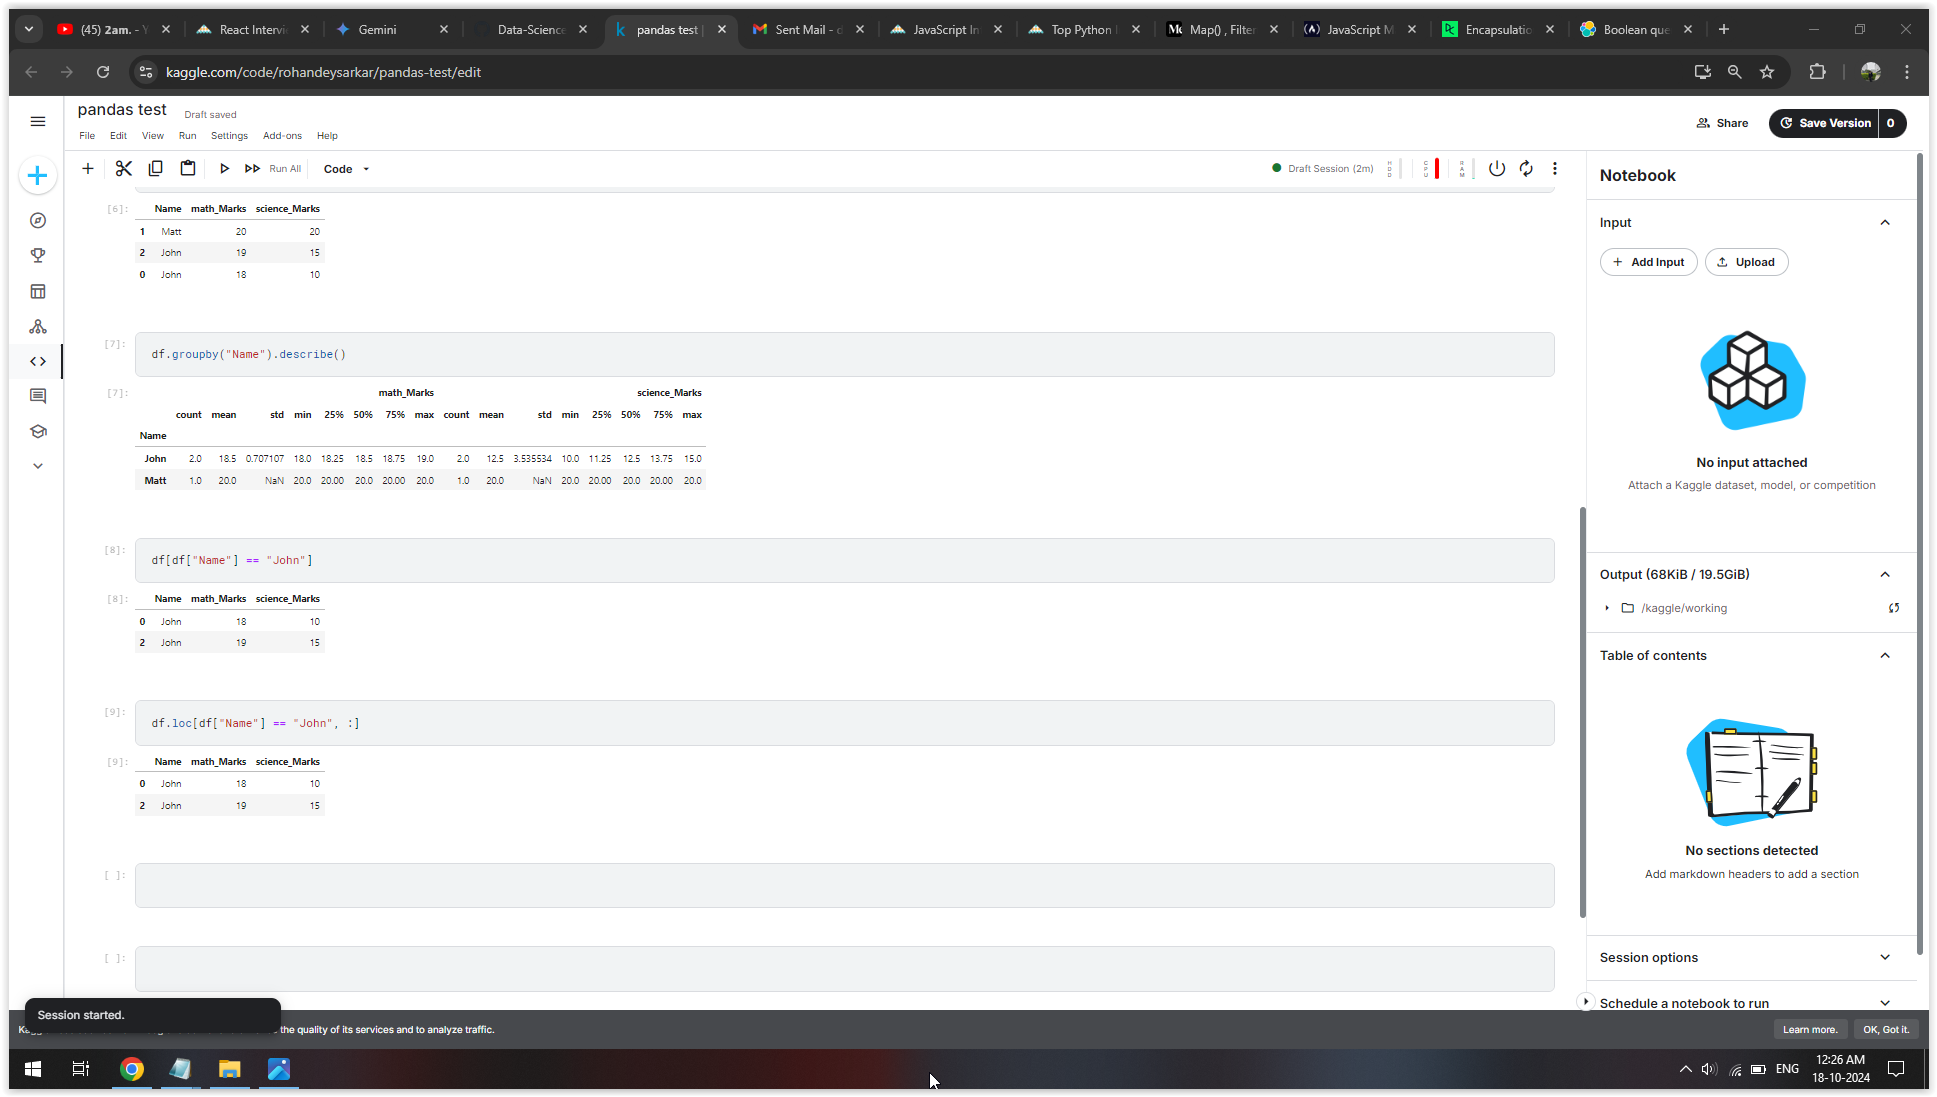 (45) 2am. - Y
React Intervi
Gemini
Data-Science
pandas test |
Sent Mail - d
JavaScript In
Top Python I
Map() , Filter
JavaScript M
Encapsulatio
Boolean que
kaggle.com/code/rohandeysarkar/pandas-test/edit
pandas test
Draft saved
File Edit View Run Settings Add-ons Help
Share
Save Version 0
Run All
Code
Draft Session (2m)
HDD
CPU
RAM
[6]:
Name math_Marks science_Marks
1 Matt 20 20
2 John 19 15
0 John 18 10
[7]:
df.groupby("Name").describe()
[7]:
math_Marks science_Marks
count mean std min 25% 50% 75% max count mean std min 25% 50% 75% max
Name
John 2.0 18.5 0.707107 18.0 18.25 18.5 18.75 19.0 2.0 12.5 3.535534 10.0 11.25 12.5 13.75 15.0
Matt 1.0 20.0 NaN 20.0 20.00 20.0 20.00 20.0 1.0 20.0 NaN 20.0 20.00 20.0 20.00 20.0
[8]:
df[df["Name"] == "John"]
[8]:
Name math_Marks science_Marks
0 John 18 10
2 John 19 15
[9]:
df.loc[df["Name"] == "John", :]
[9]:
Name math_Marks science_Marks
0 John 18 10
2 John 19 15
[ ]:
[ ]:
Notebook
Input
Add Input
Upload
No input attached
Attach a Kaggle dataset, model, or competition
Output (68KiB / 19.5GiB)
/kaggle/working
Table of contents
No sections detected
Add markdown headers to add a section
Session options
Schedule a notebook to run
Session started.
the quality of its services and to analyze traffic.
Learn more.
OK, Got it.
ENG
12:26 AM
18-10-2024